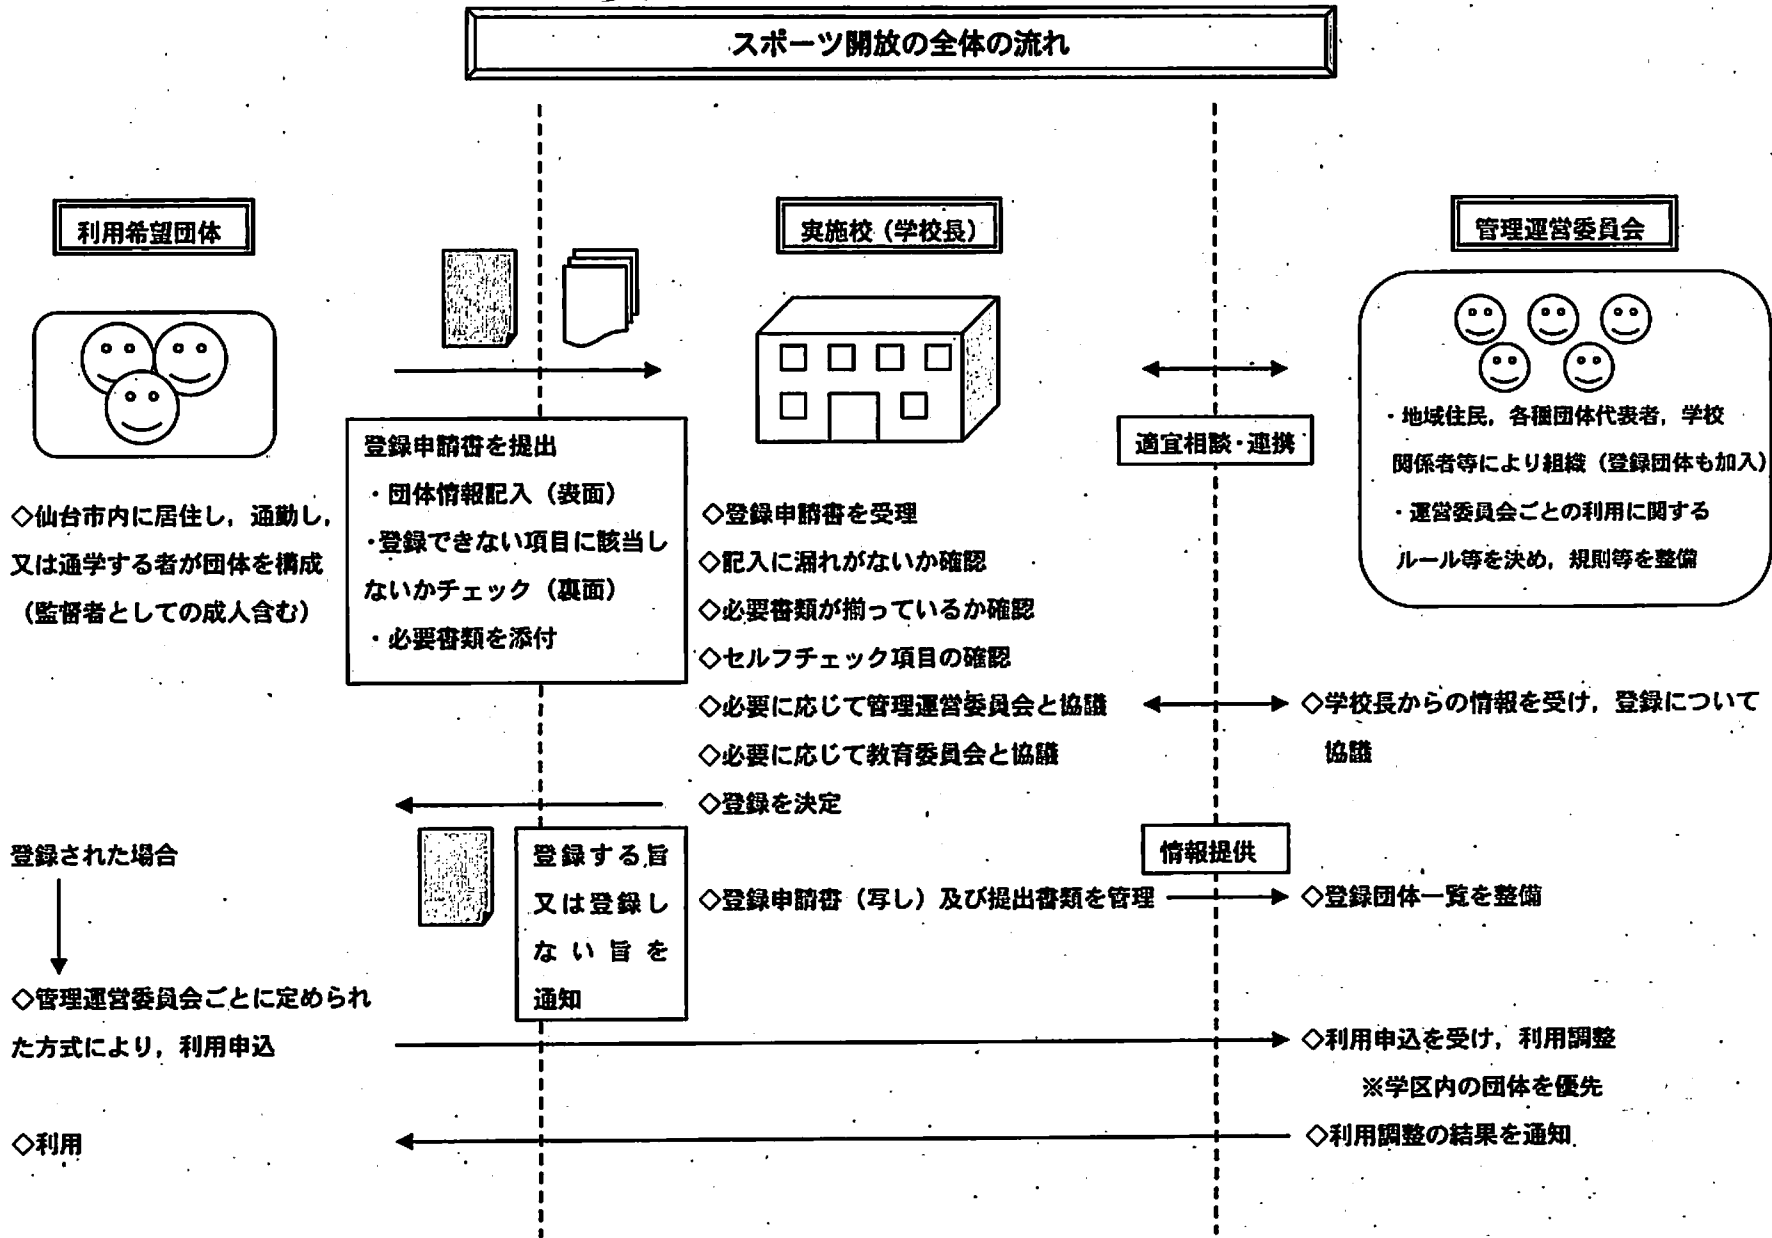 スポーツ開放の全体の流れ
利用希望団体
◇仙台市内に居住し，通勤し，
又は通学する者が団体を構成
（監督者としての成人含む）
登録申請書を提出
・団体情報記入（表面）
・登録できない項目に該当し
ないかチェック（裏面）
・必要書類を添付
実施校（学校長）
◇登録申請書を受理
◇記入に漏れがないか確認
◇必要書類が揃っているか確認
◇セルフチェック項目の確認
◇必要に応じて管理運営委員会と協議
◇必要に応じて教育委員会と協議
◇登録を決定
適宜相談・連携
管理運営委員会
・地域住民，各種団体代表者，学校
関係者等により組織（登録団体も加入）
・運営委員会ごとの利用に関する
ルール等を決め，規則等を整備
◇学校長からの情報を受け，登録について
協議
登録する旨
又は登録し
ない旨を
通知
情報提供
◇登録申請書（写し）及び提出書類を管理
◇登録団体一覧を整備
登録された場合
◇管理運営委員会ごとに定められ
た方式により，利用申込
◇利用申込を受け，利用調整
※学区内の団体を優先
◇利用調整の結果を通知
◇利用